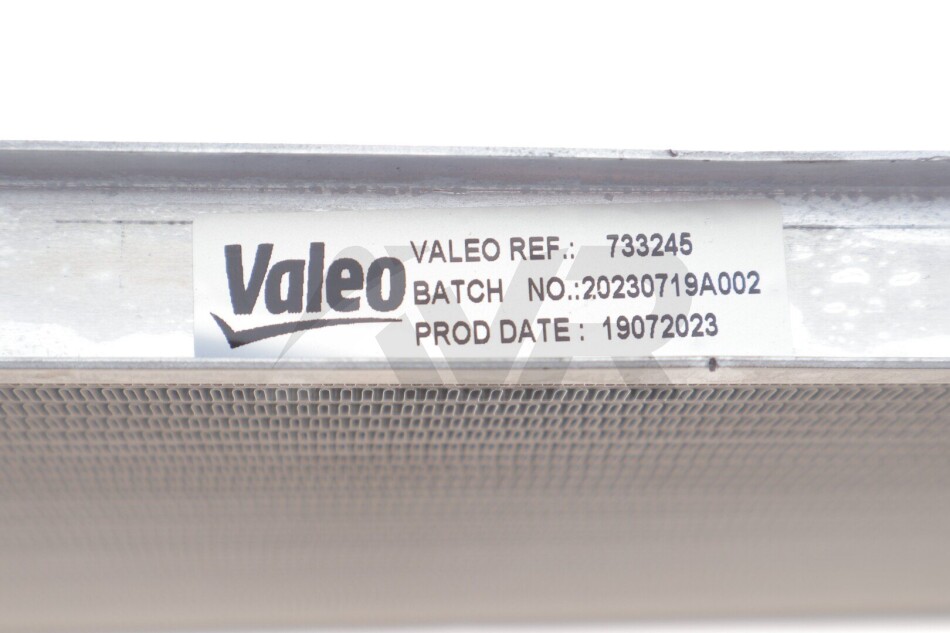 Valeo
VALEO REF.: 733245
BATCH NO.:20230719A002
PROD DATE : 19072023